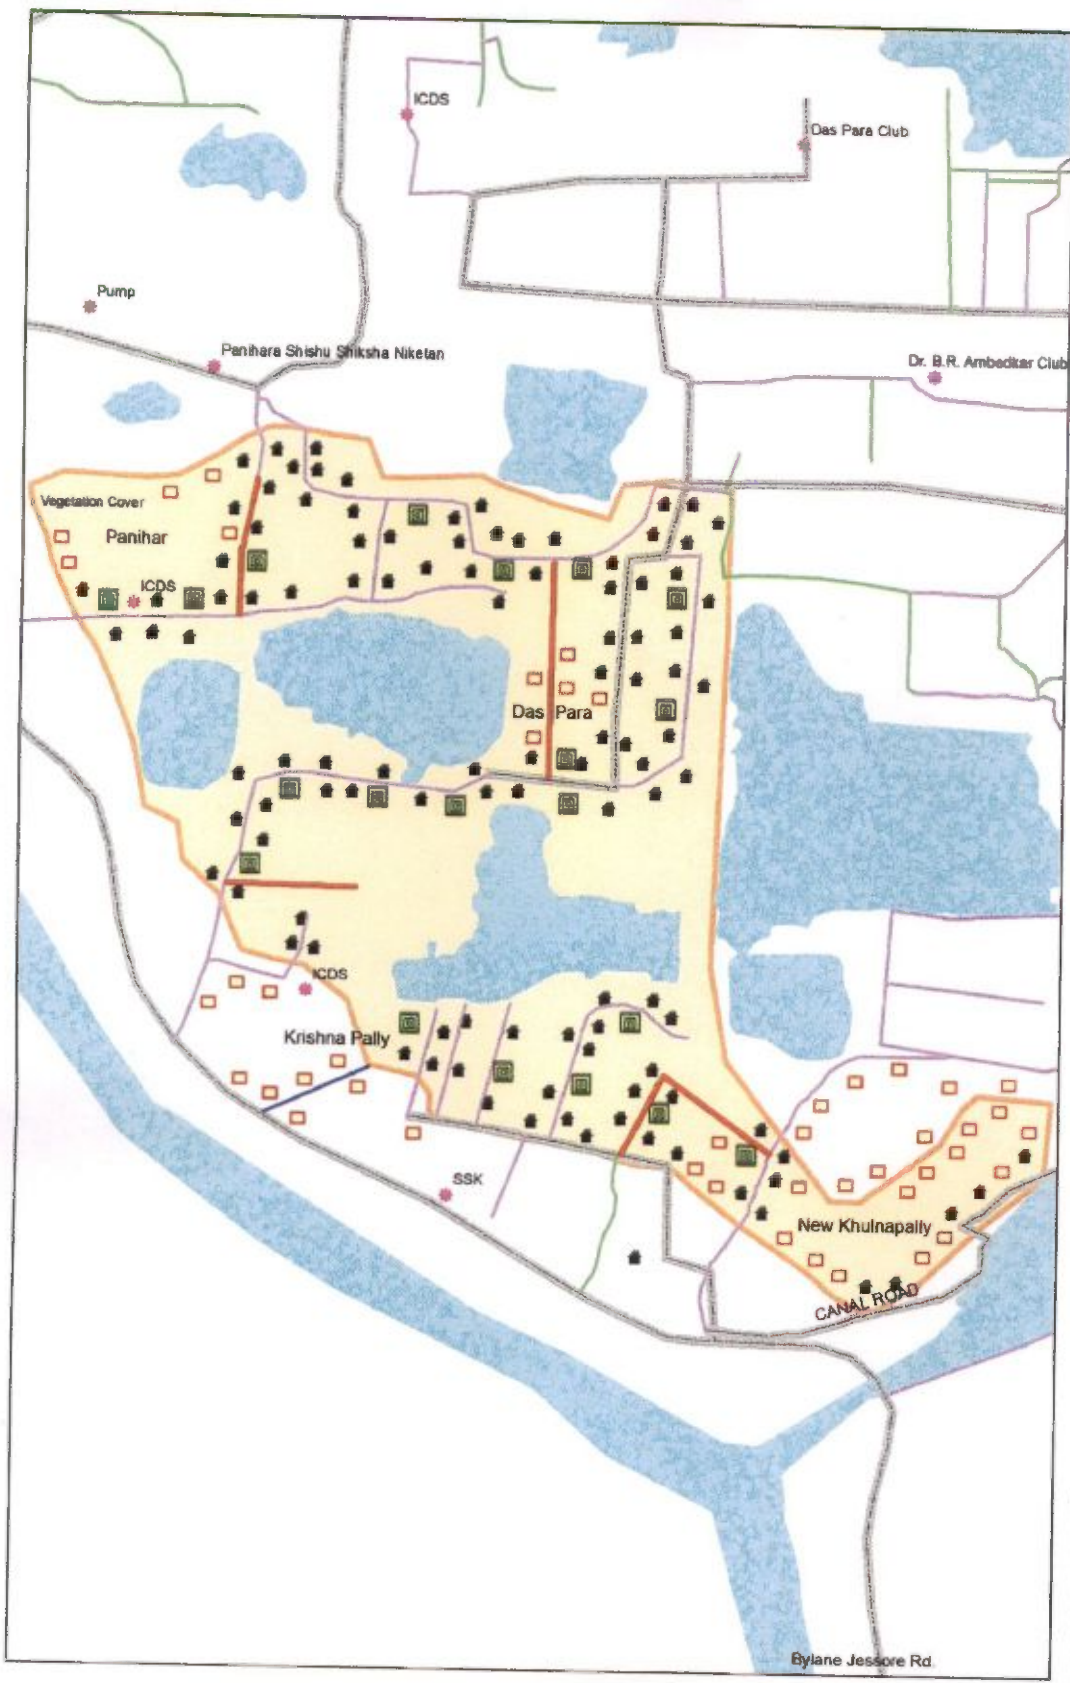 ICDS
Das Para Club
Pump
Panihara Shishu Shiksha Niketan
Dr. B.R. Ambedkar Club
Vegetation Cover
Panihar
ICDS
Das Para
ICDS
Krishna Pally
SSK
New Khulnapally
CANAL ROAD
Bylane Jessore Rd